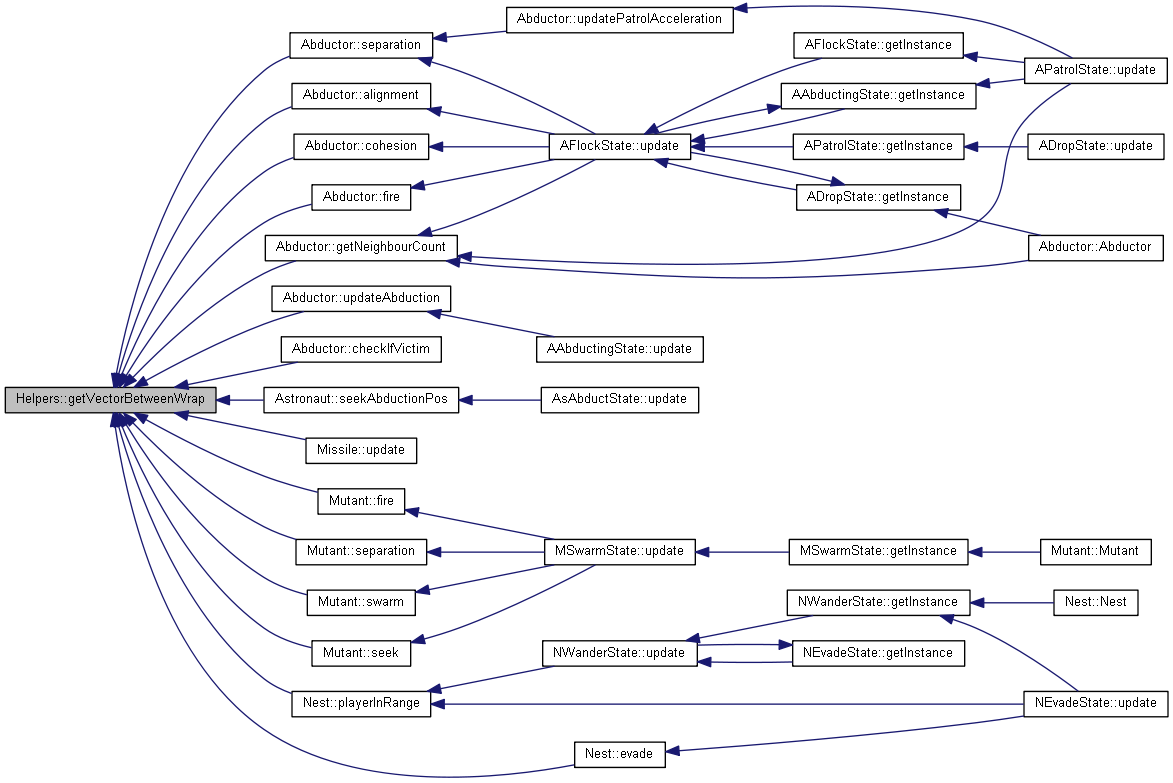 Abductor::updatePatrolAcceleration
Abductor::separation
AFlockState::getInstance
APatrolState::update
Abductor::alignment
AAbductingState::getInstance
Abductor::cohesion
AFlockState::update
APatrolState::getInstance
ADropState::update
Abductor::fire
ADropState::getInstance
Abductor::getNeighbourCount
Abductor::Abductor
Abductor::updateAbduction
Abductor::checkIfVictim
AAbductingState::update
Helpers::getVectorBetweenWrap
Astronaut::seekAbductionPos
AsAbductState::update
Missile::update
Mutant::fire
Mutant::separation
MSwarmState::update
MSwarmState::getInstance
Mutant::Mutant
Mutant::swarm
NWanderState::getInstance
Nest::Nest
Mutant::seek
NWanderState::update
NEvadeState::getInstance
Nest::playerInRange
NEvadeState::update
Nest::evade